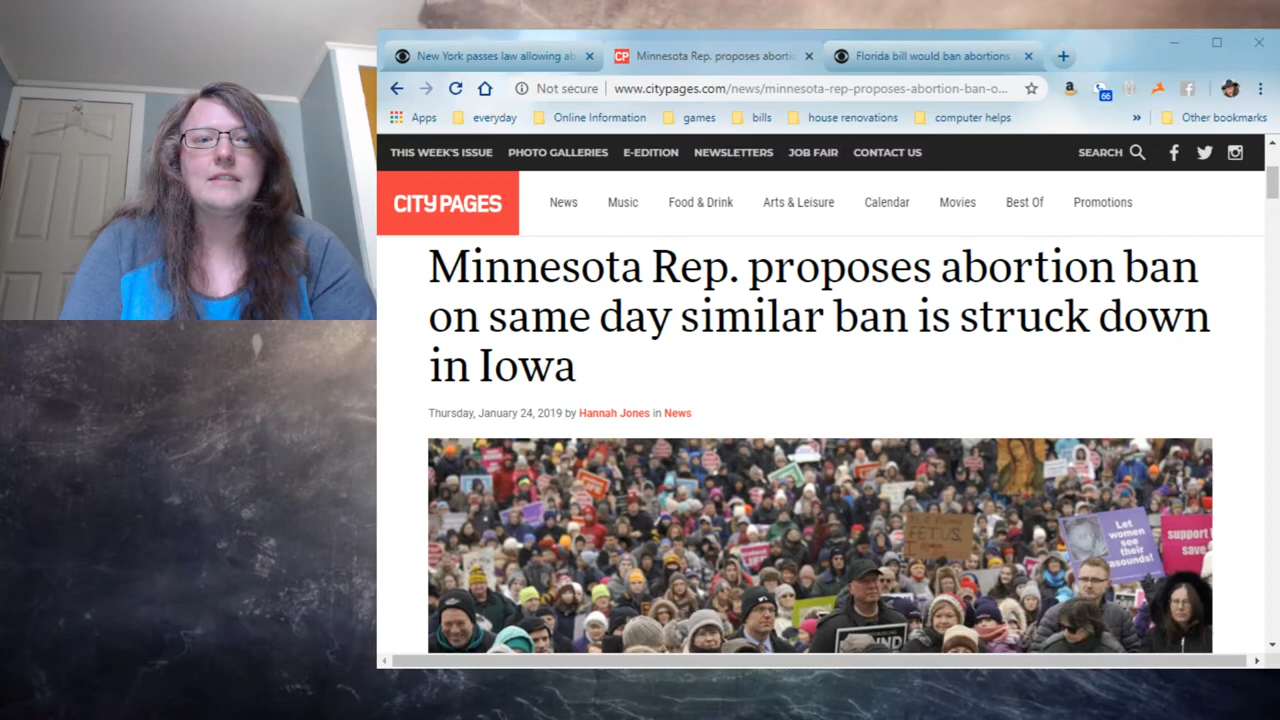 New York passes law allowing ab
Minnesota Rep. proposes aborti
Florida bill would ban abortions
Not secure
www.citypages.com/news/minnesota-rep-proposes-abortion-ban-o...
66
Apps
everyday
Online Information
games
bills
house renovations
computer helps
»
Other bookmarks
THIS WEEK'S ISSUE
PHOTO GALLERIES
E-EDITION
NEWSLETTERS
JOB FAIR
CONTACT US
SEARCH
CITY PAGES
News
Music
Food & Drink
Arts & Leisure
Calendar
Movies
Best Of
Promotions
Minnesota Rep. proposes abortion ban
on same day similar ban is struck down
in Iowa
Thursday, January 24, 2019 by Hannah Jones in News
FETUS
Let
women
see
their
support
save